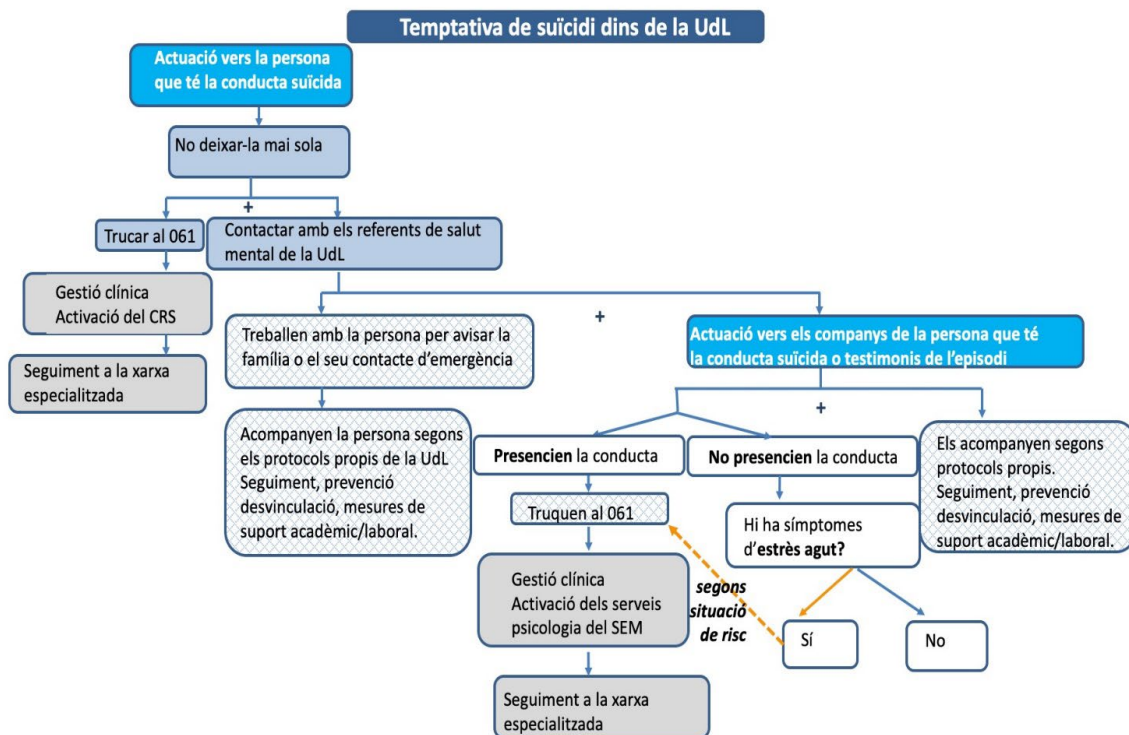 Temptativa de suïcidi dins de la UdL
Actuació vers la persona
que té la conducta suïcida
No deixar-la mai sola
+
Trucar al 061
Contactar amb els referents de salut
mental de la UdL
Gestió clínica
Activació del CRS
Seguiment a la xarxa
especialitzada
Treballen amb la persona per avisar la
família o el seu contacte d'emergència
+
Actuació vers els companys de la persona que té
la conducta suïcida o testimonis de l'episodi
Acompanyen la persona segons
els protocols propis de la UdL
Seguiment, prevenció
desvinculació, mesures de
suport acadèmic/laboral.
+
Presencien la conducta
No presencien la conducta
Els acompanyen segons
protocols propis.
Seguiment, prevenció
desvinculació, mesures de
suport acadèmic/laboral.
Truquen al 061
Hi ha símptomes
d'estrès agut?
Gestió clínica
Activació dels serveis
psicologia del SEM
segons
situació
de risc
Sí
No
Seguiment a la xarxa
especialitzada